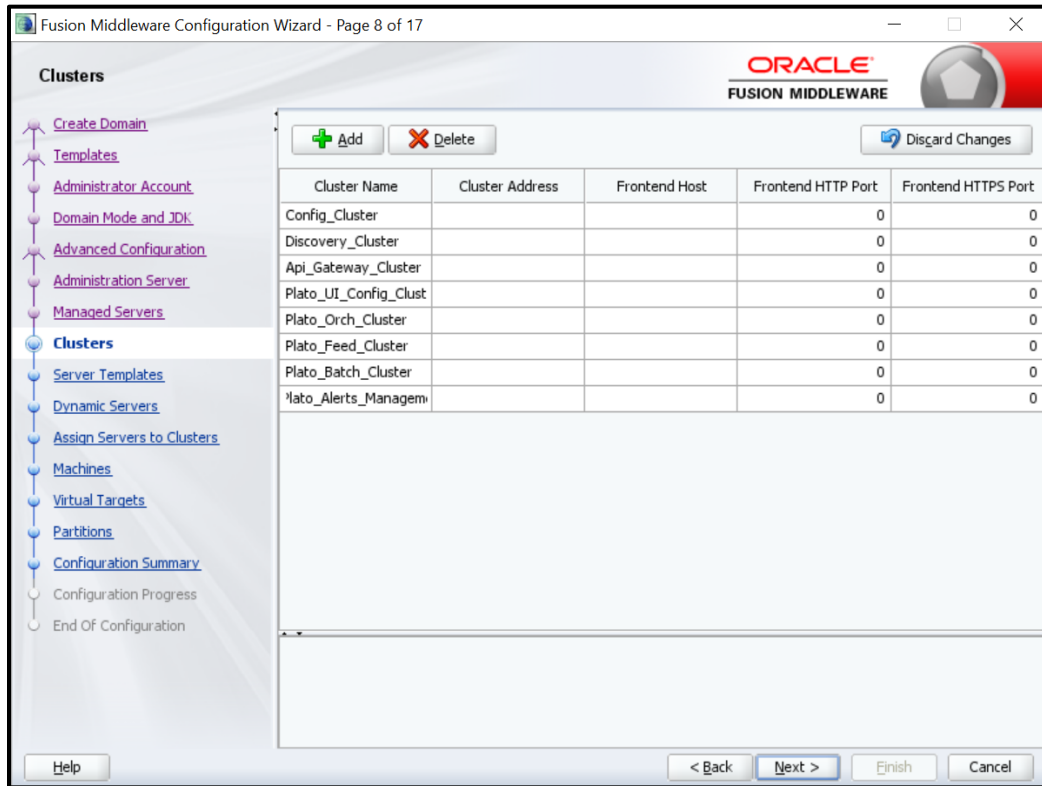 Fusion Middleware Configuration Wizard - Page 8 of 17
Clusters
ORACLE
FUSION MIDDLEWARE
Create Domain
Templates
Administrator Account
Domain Mode and JDK
Advanced Configuration
Administration Server
Managed Servers
Clusters
Server Templates
Dynamic Servers
Assign Servers to Clusters
Machines
Virtual Targets
Partitions
Configuration Summary
Configuration Progress
End Of Configuration
Add Delete Discard Changes
Cluster Name Cluster Address Frontend Host Frontend HTTP Port Frontend HTTPS Port
Config_Cluster 0 0
Discovery_Cluster 0 0
Api_Gateway_Cluster 0 0
Plato_UI_Config_Clust 0 0
Plato_Orch_Cluster 0 0
Plato_Feed_Cluster 0 0
Plato_Batch_Cluster 0 0
Plato_Alerts_Managem 0 0
Help < Back Next > Finish Cancel